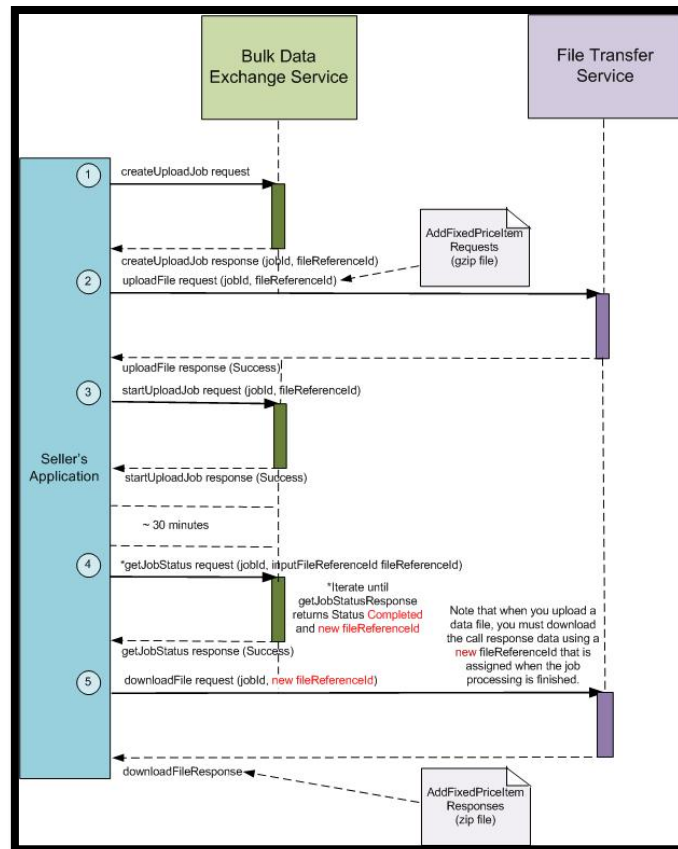 Bulk Data
Exchange Service
File Transfer
Service
1
createUploadJob request
createUploadJob response (jobId, fileReferenceId)
AddFixedPriceItem
Requests
(gzip file)
2
uploadFile request (jobId, fileReferenceId)
uploadFile response (Success)
3
startUploadJob request (jobId, fileReferenceId)
Seller's
Application
startUploadJob response (Success)
~ 30 minutes
4
*getJobStatus request (jobId, inputFileReferenceId fileReferenceId)
*Iterate until
getJobStatusResponse
returns Status Completed
and new fileReferenceId
Note that when you upload a
data file, you must download
the call response data using a
new fileReferenceId that is
assigned when the job
processing is finished.
getJobStatus response (Success)
5
downloadFile request (jobId, new fileReferenceId)
downloadFileResponse
AddFixedPriceItem
Responses
(zip file)